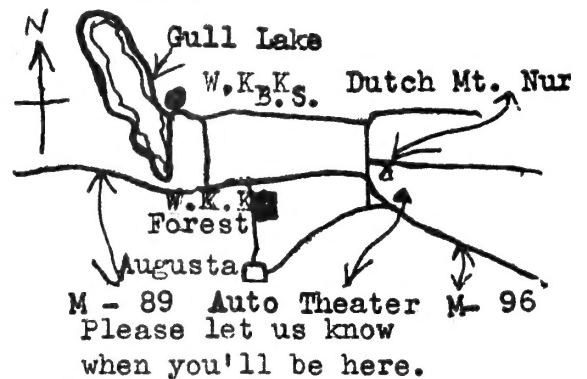 N
Gull Lake
W.K.K.
B.S.
Dutch Mt. Nur
W.K.K
Forest
Augusta
M - 89 Auto Theater M- 96
Please let us know
when you'll be here.